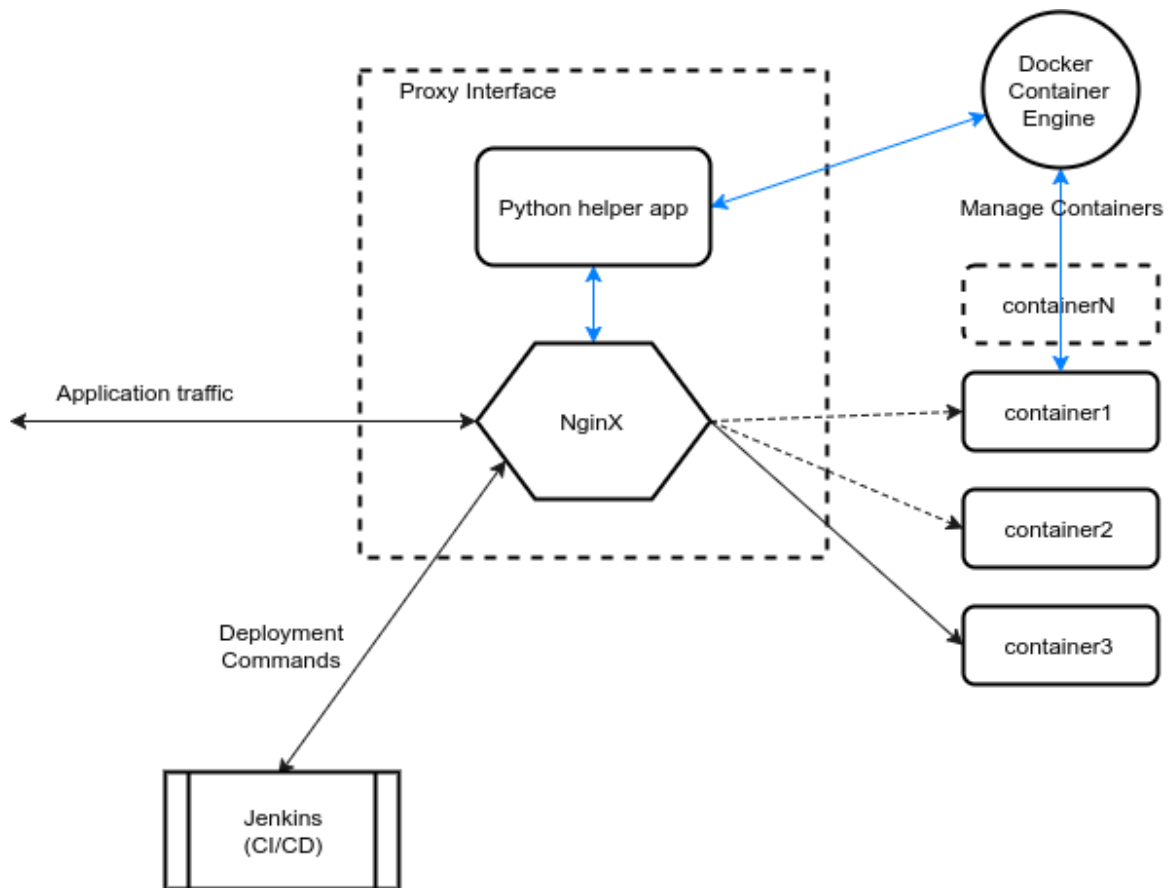 Docker
Container
Engine
Proxy Interface
Python helper app
Manage Containers
containerN
Application traffic
NginX
container1
container2
container3
Deployment
Commands
Jenkins
(CI/CD)